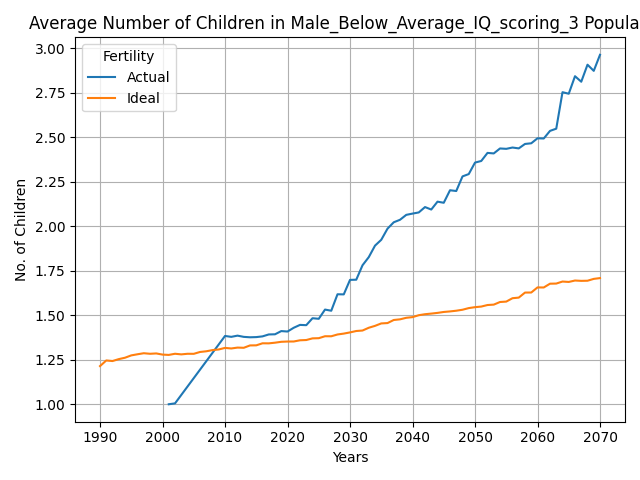 Average Number of Children in Male_Below_Average_IQ_scoring_3 Popula
Fertility
Actual
Ideal
3.00
2.75
2.50
2.25
2.00
1.75
1.50
1.25
1.00
No. of Children
1990 2000 2010 2020 2030 2040 2050 2060 2070
Years